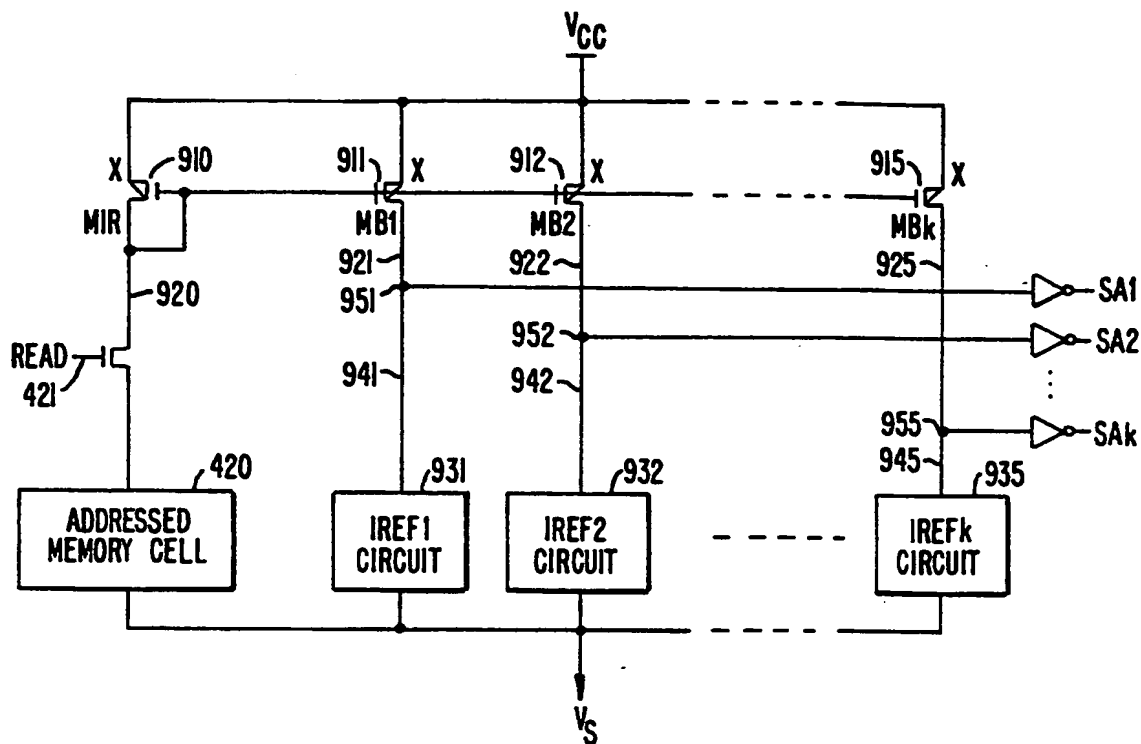 VCC
X 910 911 X 912 X 915 X
MIR MB1 MB2 MBk
920 921 922 925
951 SA1
READ 952 SA2
421 941 942
955 SAk
945
420 931 932 935
ADDRESSED MEMORY CELL
IREF1 CIRCUIT
IREF2 CIRCUIT
IREFk CIRCUIT
VS